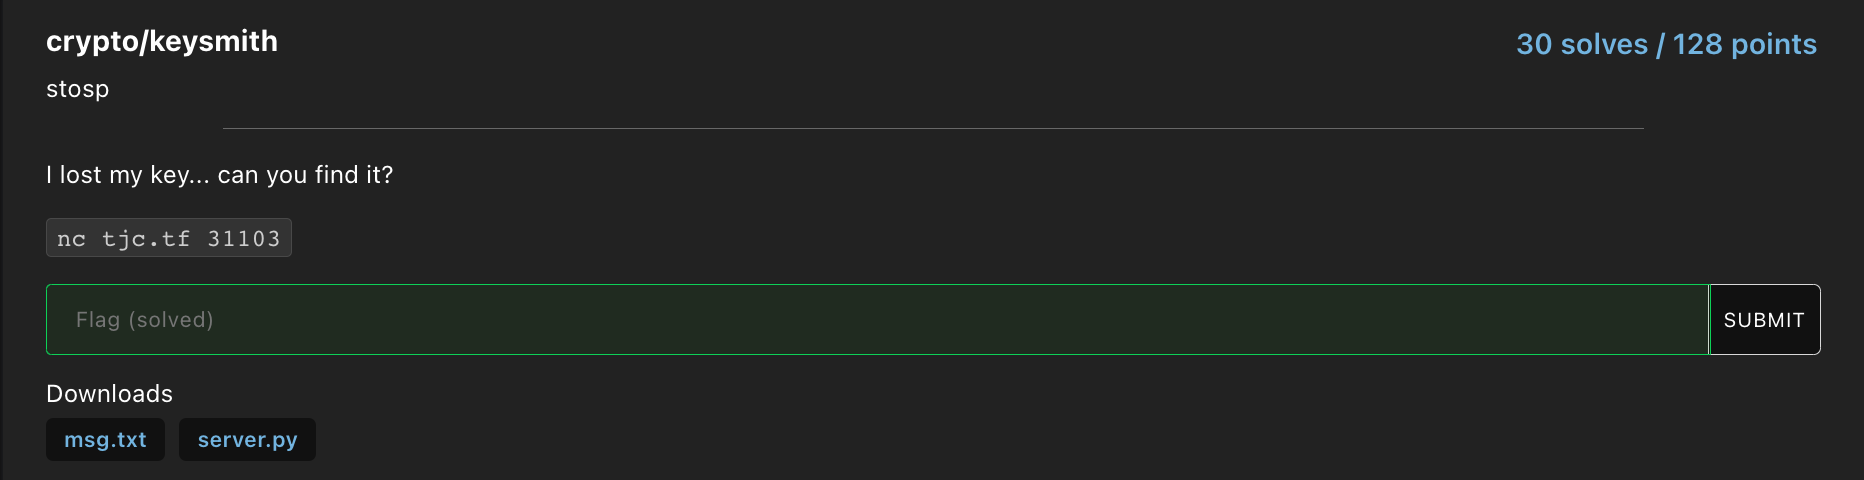 crypto/keysmith
30 solves / 128 points
stosp
I lost my key... can you find it?
nc tjc.tf 31103
Flag (solved)
SUBMIT
Downloads
msg.txt
server.py